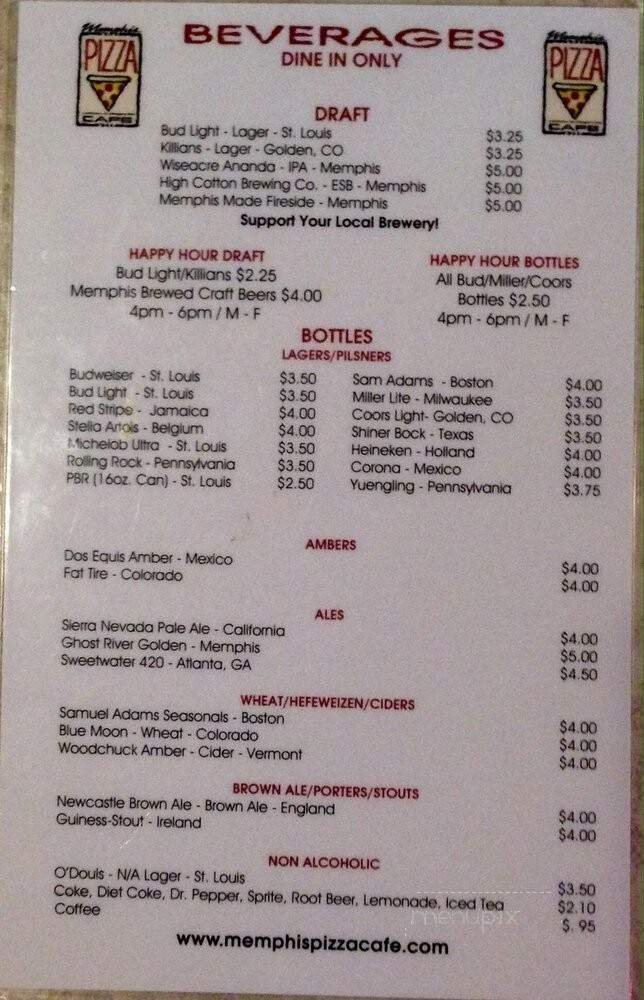 Memphis PIZZA CAFE
BEVERAGES
Memphis PIZZA CAFE
DINE IN ONLY
DRAFT
Bud Light - Lager - St. Louis $3.25
Killians - Lager - Golden, CO $3.25
Wiseacre Ananda - IPA - Memphis $5.00
High Cotton Brewing Co. - ESB - Memphis $5.00
Memphis Made Fireside - Memphis $5.00
Support Your Local Brewery!
HAPPY HOUR DRAFT
Bud Light/Killians $2.25
Memphis Brewed Craft Beers $4.00
4pm - 6pm / M - F
HAPPY HOUR BOTTLES
All Bud/Miller/Coors
Bottles $2.50
4pm - 6pm / M - F
BOTTLES
LAGERS/PILSNERS
Budweiser - St. Louis $3.50
Bud Light - St. Louis $3.50
Red Stripe - Jamaica $4.00
Stella Artois - Belgium $4.00
Michelob Ultra - St. Louis $3.50
Rolling Rock - Pennsylvania $3.50
PBR (16oz. Can) - St. Louis $2.50
Sam Adams - Boston $4.00
Miller Lite - Milwaukee $3.50
Coors Light- Golden, CO $3.50
Shiner Bock - Texas $3.50
Heineken - Holland $4.00
Corona - Mexico $4.00
Yuengling - Pennsylvania $3.75
AMBERS
Dos Equis Amber - Mexico $4.00
Fat Tire - Colorado $4.00
ALES
Sierra Nevada Pale Ale - California $4.00
Ghost River Golden - Memphis $5.00
Sweetwater 420 - Atlanta, GA $4.50
WHEAT/HEFEWEIZEN/CIDERS
Samuel Adams Seasonals - Boston $4.00
Blue Moon - Wheat - Colorado $4.00
Woodchuck Amber - Cider - Vermont $4.00
BROWN ALE/PORTERS/STOUTS
Newcastle Brown Ale - Brown Ale - England $4.00
Guiness-Stout - Ireland $4.00
NON ALCOHOLIC
O'Douls - N/A Lager - St. Louis $3.50
Coke, Diet Coke, Dr. Pepper, Sprite, Root Beer, Lemonade, Iced Tea $2.10
Coffee $. 95
menupix
www.memphispizzacafe.com